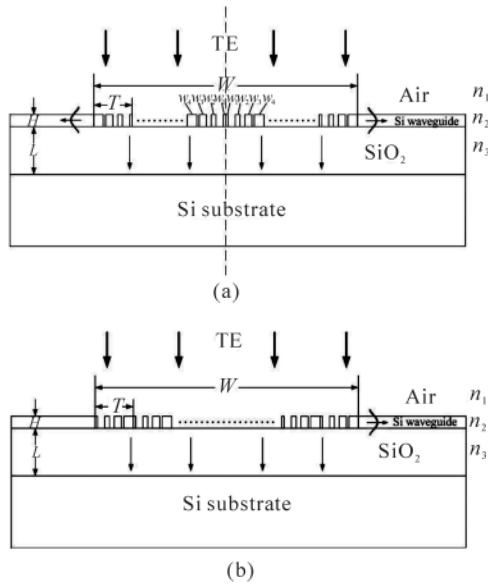 TE
W
T
Air
n₁
H
Si waveguide
n₂
L
SiO₂
n₃
Si substrate
(a)
TE
W
T
Air
n₁
H
Si waveguide
n₂
L
SiO₂
n₃
Si substrate
(b)